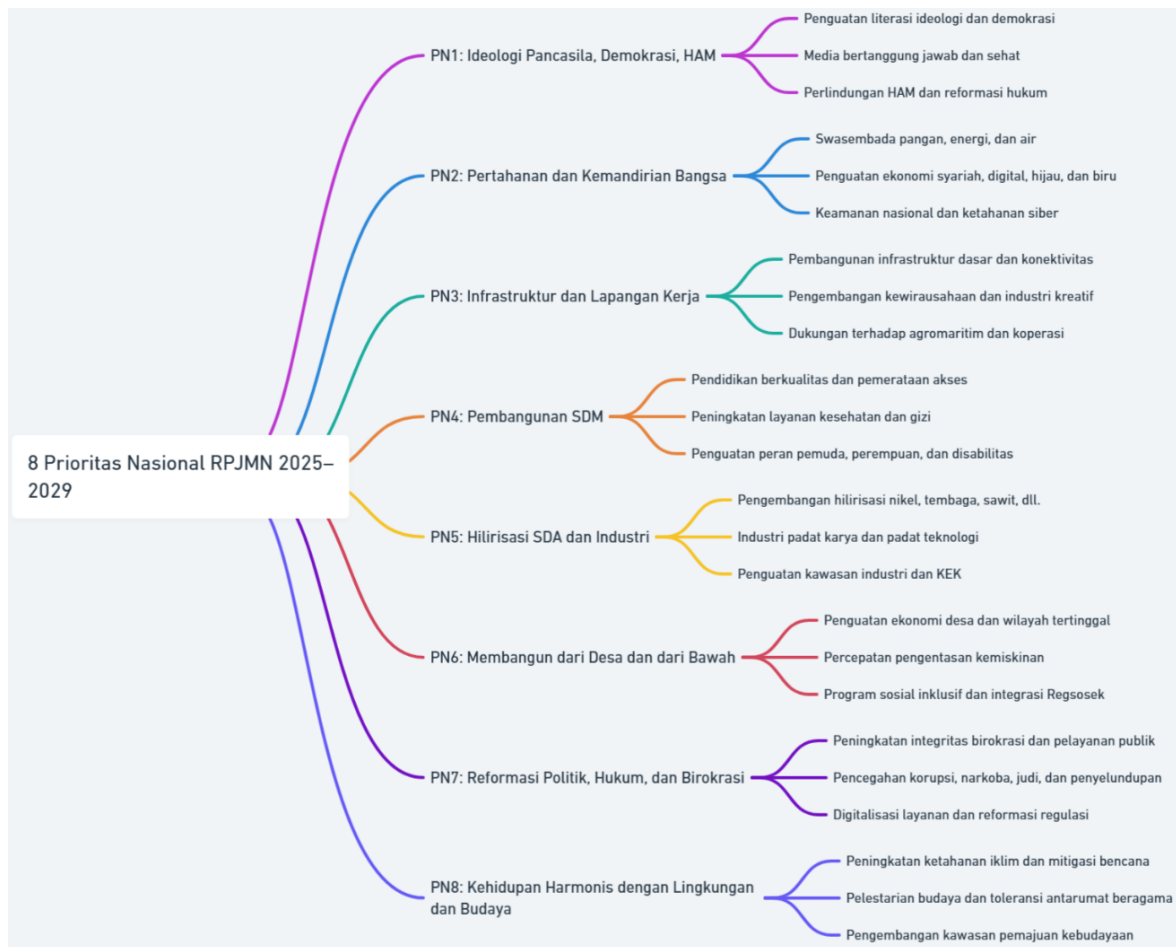 8 Prioritas Nasional RPJMN 2025–
2029
PN1: Ideologi Pancasila, Demokrasi, HAM
Penguatan literasi ideologi dan demokrasi
Media bertanggung jawab dan sehat
Perlindungan HAM dan reformasi hukum
PN2: Pertahanan dan Kemandirian Bangsa
Swasembada pangan, energi, dan air
Penguatan ekonomi syariah, digital, hijau, dan biru
Keamanan nasional dan ketahanan siber
PN3: Infrastruktur dan Lapangan Kerja
Pembangunan infrastruktur dasar dan konektivitas
Pengembangan kewirausahaan dan industri kreatif
Dukungan terhadap agromaritim dan koperasi
PN4: Pembangunan SDM
Pendidikan berkualitas dan pemerataan akses
Peningkatan layanan kesehatan dan gizi
Penguatan peran pemuda, perempuan, dan disabilitas
PN5: Hilirisasi SDA dan Industri
Pengembangan hilirisasi nikel, tembaga, sawit, dll.
Industri padat karya dan padat teknologi
Penguatan kawasan industri dan KEK
PN6: Membangun dari Desa dan dari Bawah
Penguatan ekonomi desa dan wilayah tertinggal
Percepatan pengentasan kemiskinan
Program sosial inklusif dan integrasi Regsosek
PN7: Reformasi Politik, Hukum, dan Birokrasi
Peningkatan integritas birokrasi dan pelayanan publik
Pencegahan korupsi, narkoba, judi, dan penyelundupan
Digitalisasi layanan dan reformasi regulasi
PN8: Kehidupan Harmonis dengan Lingkungan
dan Budaya
Peningkatan ketahanan iklim dan mitigasi bencana
Pelestarian budaya dan toleransi antarumat beragama
Pengembangan kawasan pemajuan kebudayaan